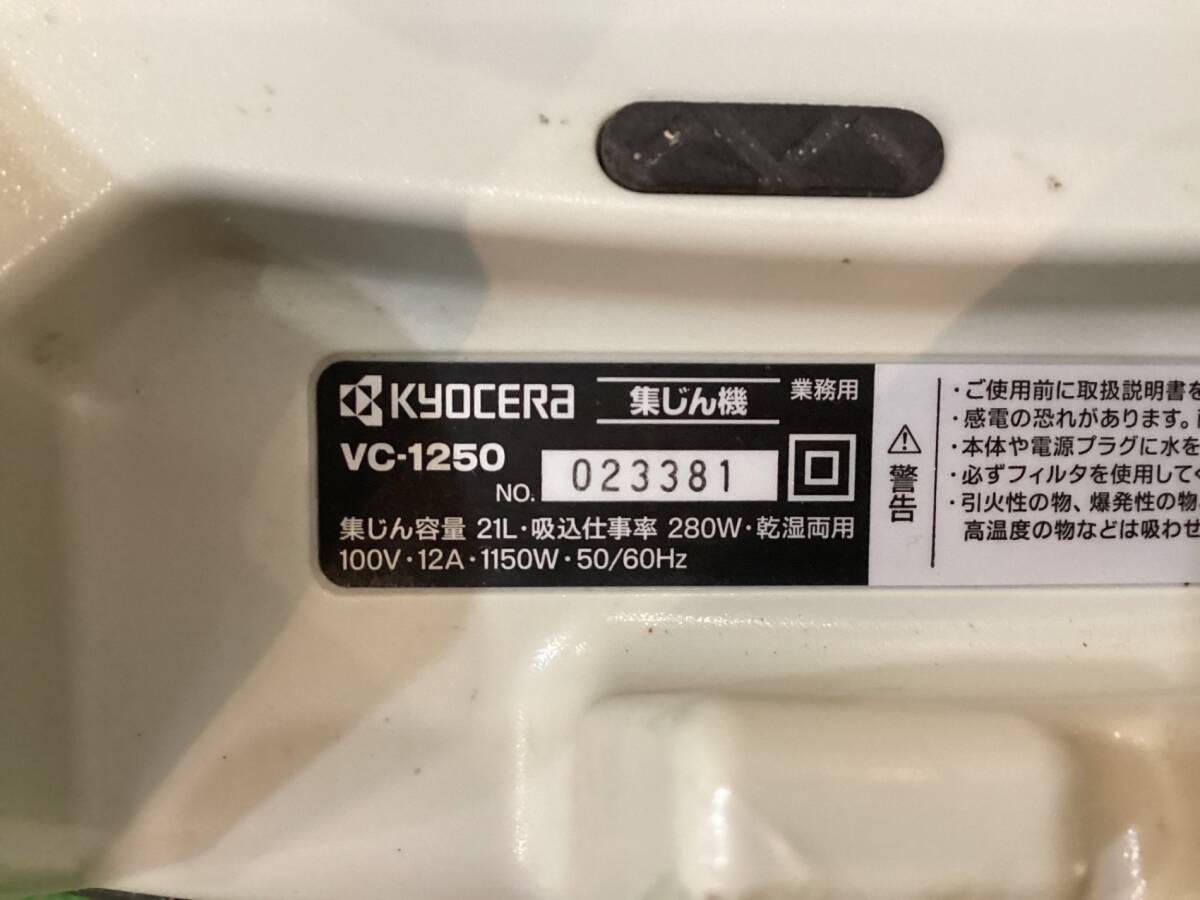 KYOCERA 集じん機 業務用
VC-1250
NO. 023381
集じん容量 21L・吸込仕事率 280W・乾湿両用
100V・12A・1150W・50/60Hz
警告
・ご使用前に取扱説明書を
・感電の恐れがあります。
・本体や電源プラグに水を
・必ずフィルタを使用して
・引火性の物、爆発性の物
高温度の物などは吸わせ